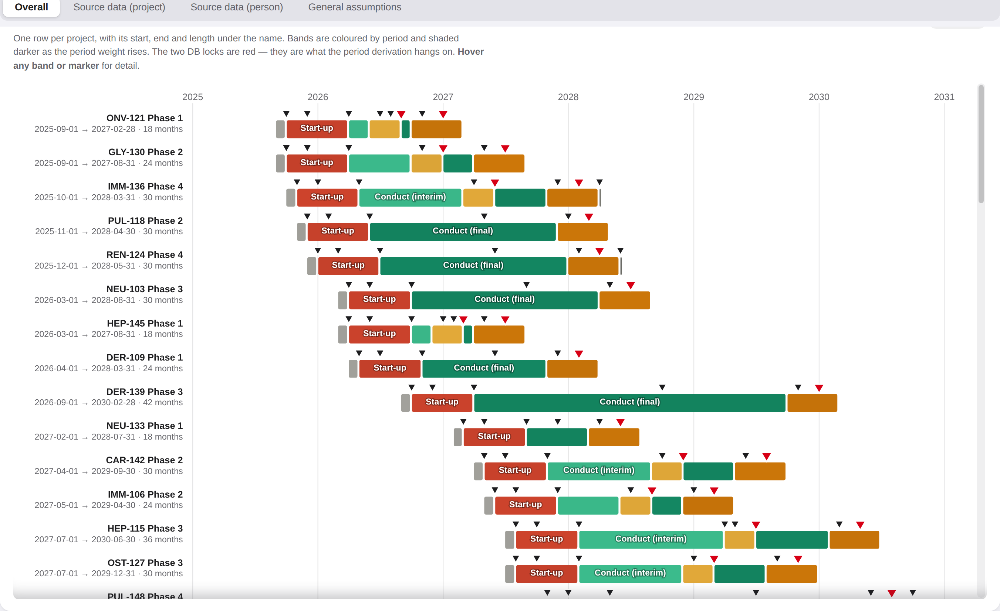 Overall
Source data (project)
Source data (person)
General assumptions
One row per project, with its start, end and length under the name. Bands are coloured by period and shaded
darker as the period weight rises. The two DB locks are red — they are what the period derivation hangs on. Hover
any band or marker for detail.
2025
2026
2027
2028
2029
2030
2031
ONV-121 Phase 1
2025-09-01 → 2027-02-28 · 18 months
Start-up
GLY-130 Phase 2
2025-09-01 → 2027-08-31 · 24 months
Start-up
IMM-136 Phase 4
2025-10-01 → 2028-03-31 · 30 months
Start-up
Conduct (interim)
PUL-118 Phase 2
2025-11-01 → 2028-04-30 · 30 months
Start-up
Conduct (final)
REN-124 Phase 4
2025-12-01 → 2028-05-31 · 30 months
Start-up
Conduct (final)
NEU-103 Phase 3
2026-03-01 → 2028-08-31 · 30 months
Start-up
Conduct (final)
HEP-145 Phase 1
2026-03-01 → 2027-08-31 · 18 months
Start-up
DER-109 Phase 1
2026-04-01 → 2028-03-31 · 24 months
Start-up
Conduct (final)
DER-139 Phase 3
2026-09-01 → 2030-02-28 · 42 months
Start-up
Conduct (final)
NEU-133 Phase 1
2027-02-01 → 2028-07-31 · 18 months
Start-up
CAR-142 Phase 2
2027-04-01 → 2029-09-30 · 30 months
Start-up
Conduct (interim)
IMM-106 Phase 2
2027-05-01 → 2029-04-30 · 24 months
Start-up
HEP-115 Phase 3
2027-07-01 → 2030-06-30 · 36 months
Start-up
Conduct (interim)
OST-127 Phase 3
2027-07-01 → 2029-12-31 · 30 months
Start-up
Conduct (interim)
PUL-148 Phase 4